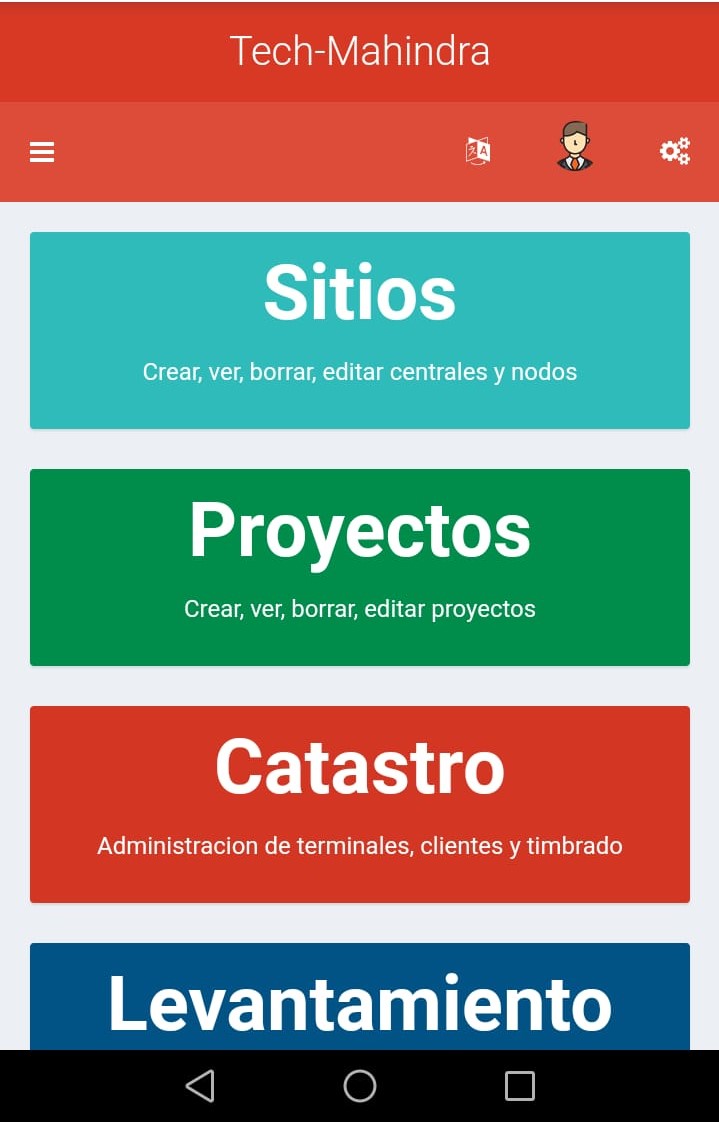 Tech-Mahindra
Sitios
Crear, ver, borrar, editar centrales y nodos
Proyectos
Crear, ver, borrar, editar proyectos
Catastro
Administracion de terminales, clientes y timbrado
Levantamiento